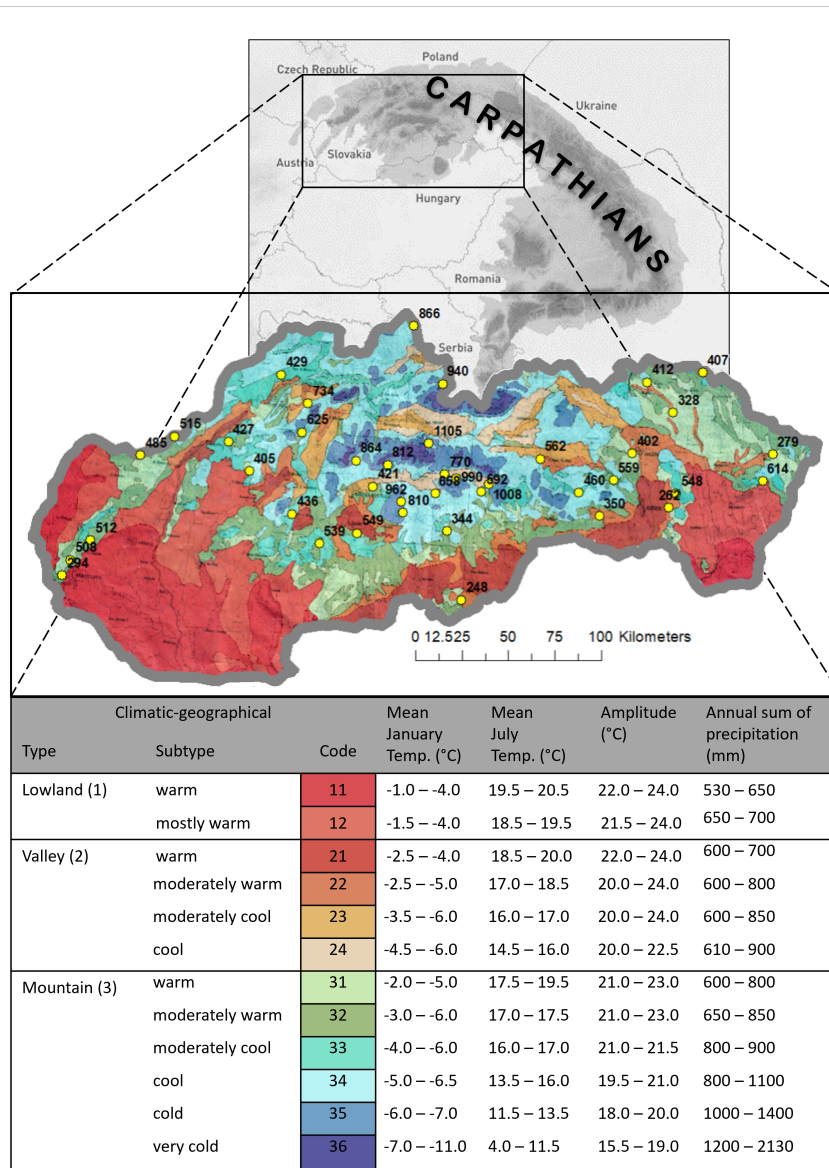 Poland
Czech Republic
CARPATHIANS
Ukraine
Slovakia
Austria
Hungary
Romania
Serbia
866
429
940
412
407
734
328
515
625
427
485
1105
402
279
864
812
562
405
770
559
614
421
658
990
692
460
548
962
1008
436
810
262
350
549
344
512
539
508
294
248
0 12.525 50 75 100 Kilometers
Climatic-geographical Mean Mean Amplitude Annual sum of
January July (°C) precipitation
Type Subtype Code Temp. (°C) Temp. (°C) (mm)
Lowland (1) warm 11 -1.0 – -4.0 19.5 – 20.5 22.0 – 24.0 530 – 650
mostly warm 12 -1.5 – -4.0 18.5 – 19.5 21.5 – 24.0 650 – 700
Valley (2) warm 21 -2.5 – -4.0 18.5 – 20.0 22.0 – 24.0 600 – 700
moderately warm 22 -2.5 – -5.0 17.0 – 18.5 20.0 – 24.0 600 – 800
moderately cool 23 -3.5 – -6.0 16.0 – 17.0 20.0 – 24.0 600 – 850
cool 24 -4.5 – -6.0 14.5 – 16.0 20.0 – 22.5 610 – 900
Mountain (3) warm 31 -2.0 – -5.0 17.5 – 19.5 21.0 – 23.0 600 – 800
moderately warm 32 -3.0 – -6.0 17.0 – 17.5 21.0 – 23.0 650 – 850
moderately cool 33 -4.0 – -6.0 16.0 – 17.0 21.0 – 21.5 800 – 900
cool 34 -5.0 – -6.5 13.5 – 16.0 19.5 – 21.0 800 – 1100
cold 35 -6.0 – -7.0 11.5 – 13.5 18.0 – 20.0 1000 – 1400
very cold 36 -7.0 – -11.0 4.0 – 11.5 15.5 – 19.0 1200 – 2130